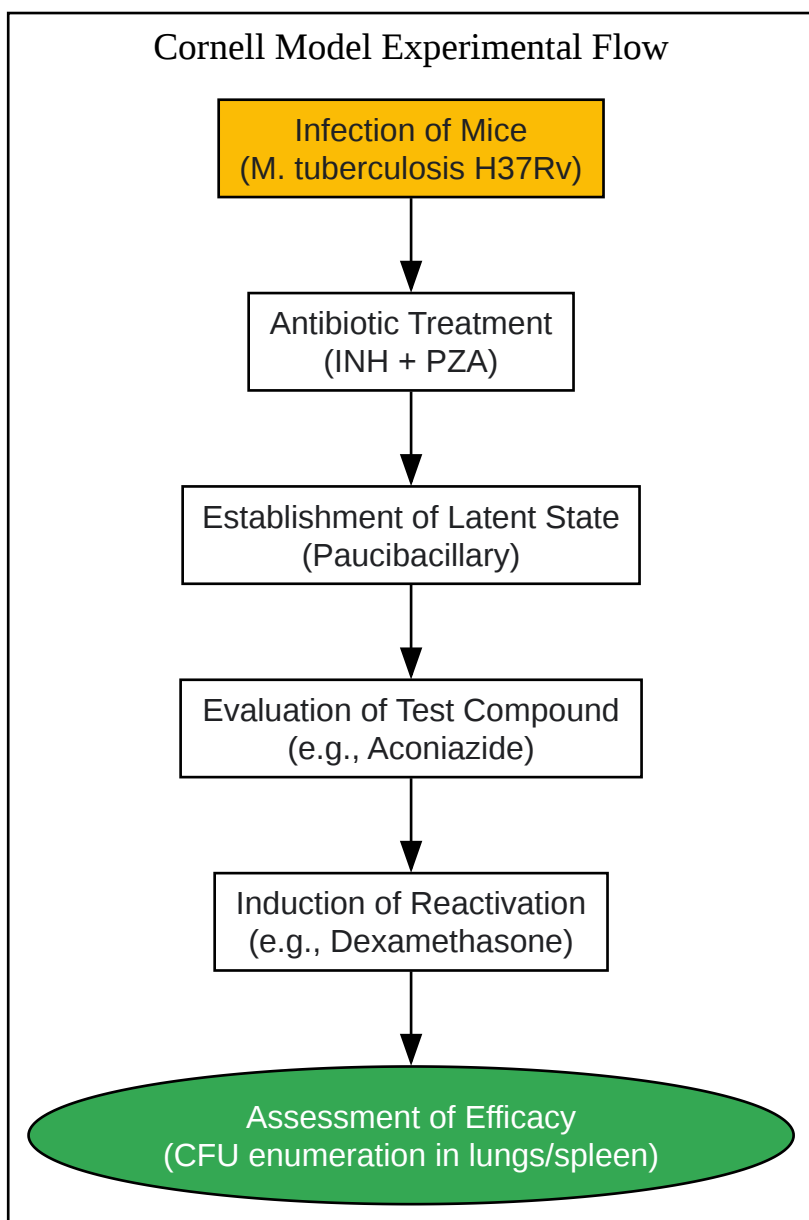 Cornell Model Experimental Flow
Infection of Mice
(M. tuberculosis H37Rv)
Antibiotic Treatment
(INH + PZA)
Establishment of Latent State
(Paucibacillary)
Evaluation of Test Compound
(e.g., Aconiazide)
Induction of Reactivation
(e.g., Dexamethasone)
Assessment of Efficacy
(CFU enumeration in lungs/spleen)